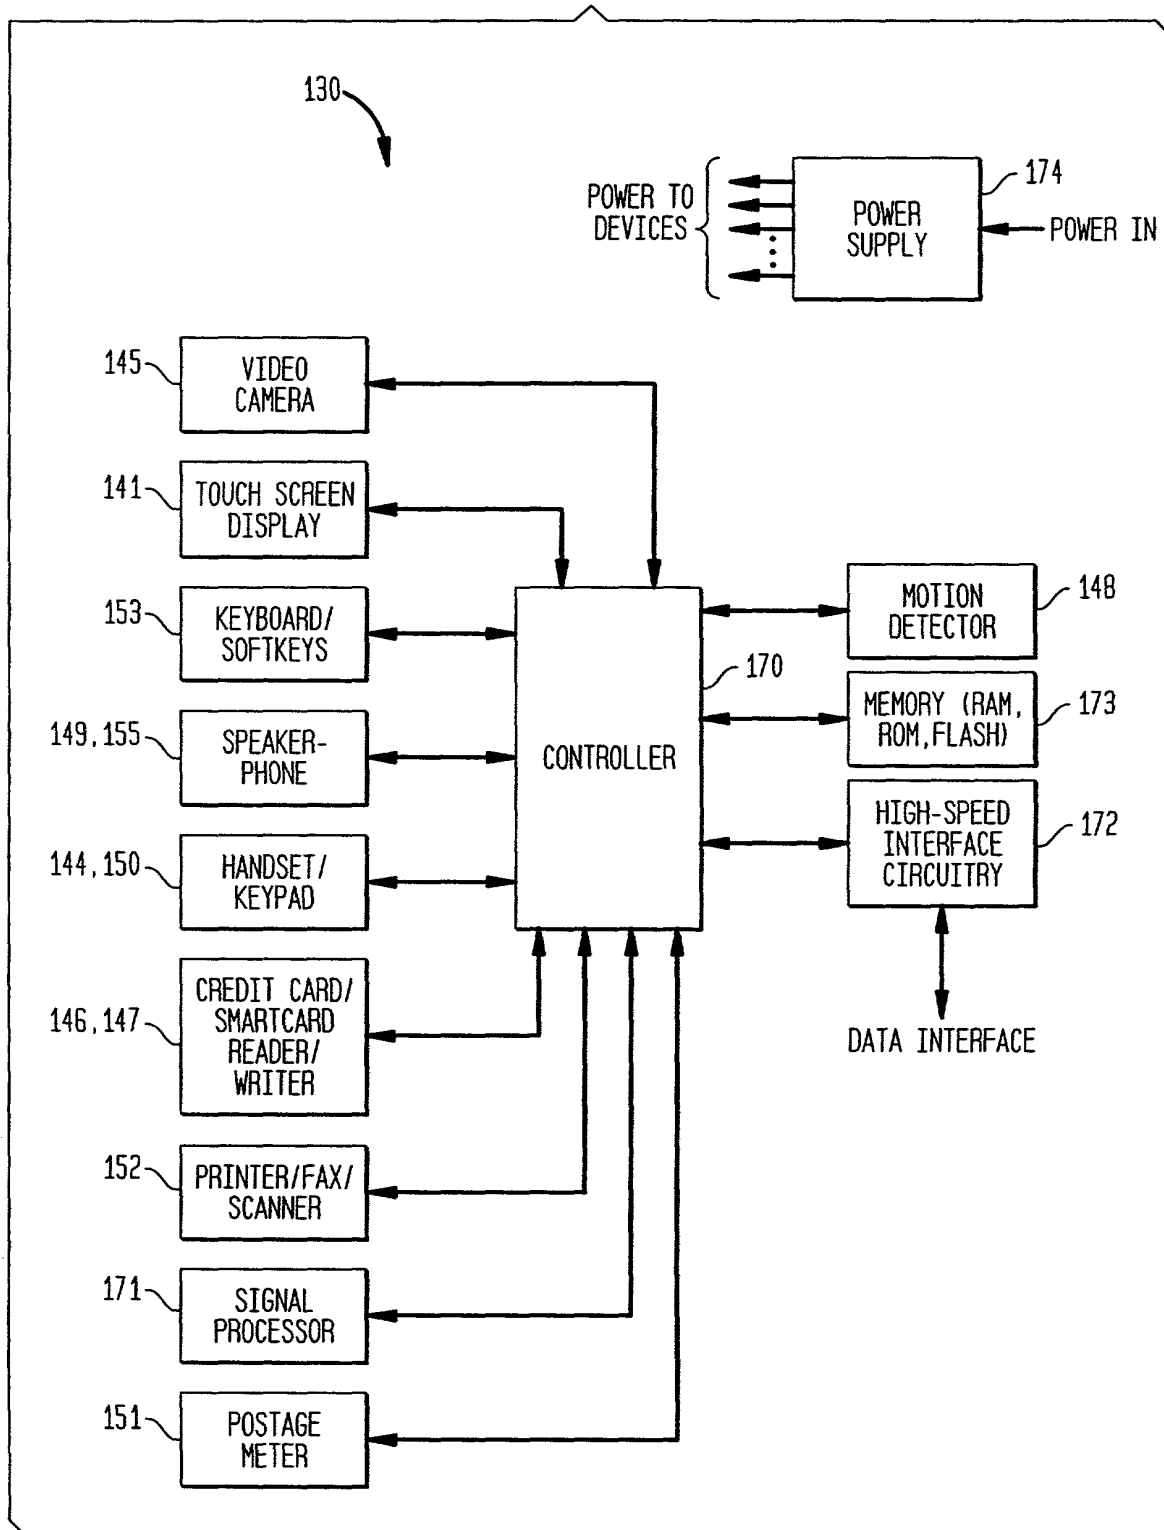 130
174
POWER TO
DEVICES
POWER
SUPPLY
POWER IN
145
VIDEO
CAMERA
141
TOUCH SCREEN
DISPLAY
153
KEYBOARD/
SOFTKEYS
149,155
SPEAKER-
PHONE
144,150
HANDSET/
KEYPAD
146,147
CREDIT CARD/
SMARTCARD
READER/
WRITER
152
PRINTER/FAX/
SCANNER
171
SIGNAL
PROCESSOR
151
POSTAGE
METER
CONTROLLER
170
MOTION
DETECTOR
148
MEMORY (RAM,
ROM,FLASH)
173
HIGH-SPEED
INTERFACE
CIRCUITRY
172
DATA INTERFACE